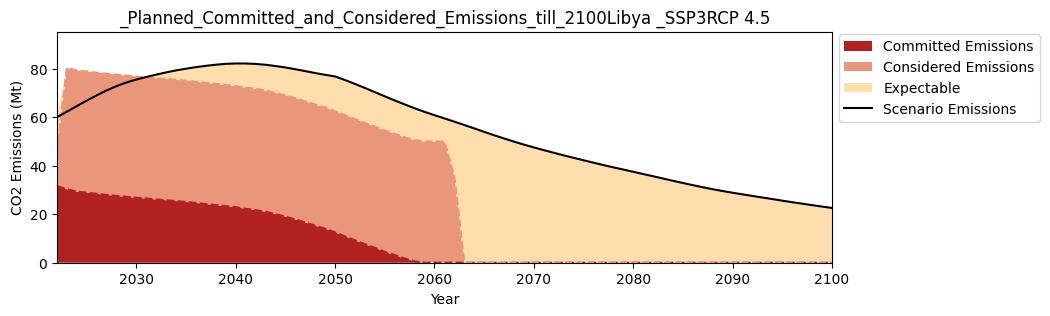 _Planned_Committed_and_Considered_Emissions_till_2100Libya _SSP3RCP 4.5
CO2 Emissions (Mt)
80
60
40
20
0
2030 2040 2050 2060 2070 2080 2090 2100
Year
Committed Emissions
Considered Emissions
Expectable
Scenario Emissions